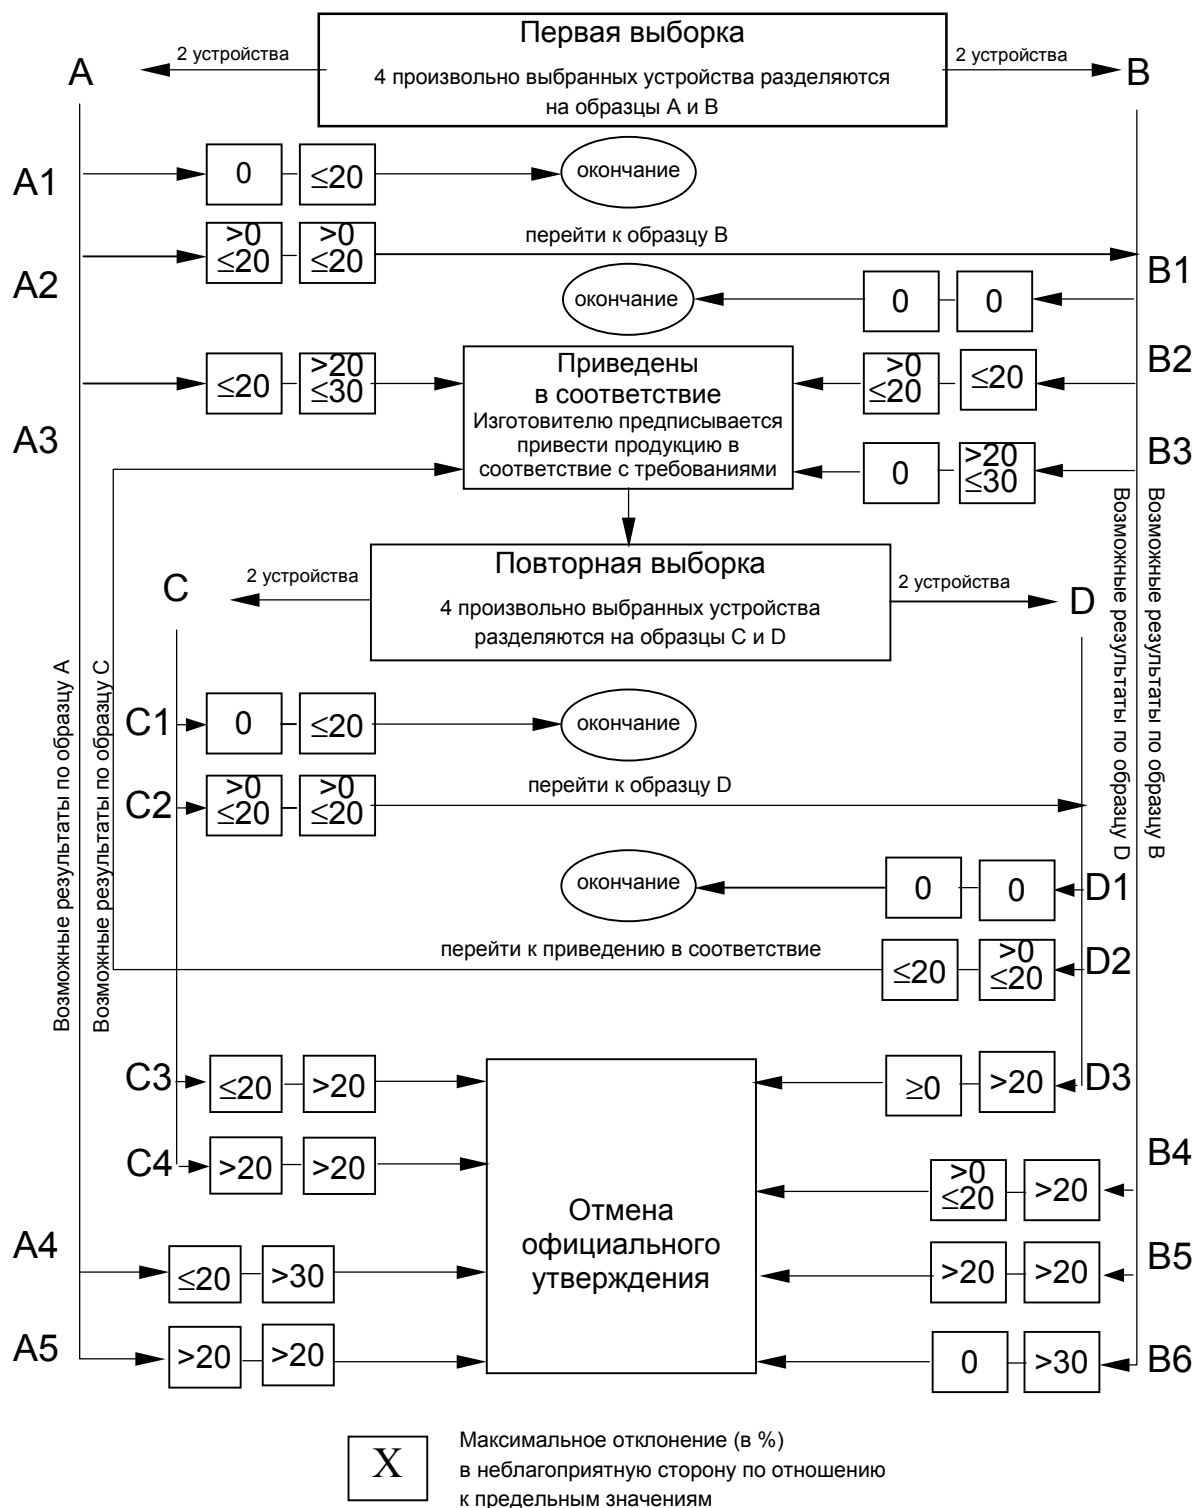 Первая выборка
4 произвольно выбранных устройства разделяются
на образцы A и B
A
2 устройства
2 устройства
B
A1
0
≤20
окончание
A2
>0
≤20
>0
≤20
перейти к образцу B
B1
окончание
0
0
A3
≤20
>20
≤30
Приведены
в соответствие
Изготовителю предписывается
привести продукцию в
соответствие с требованиями
>0
≤20
≤20
B2
0
>20
≤30
B3
Повторная выборка
4 произвольно выбранных устройства
разделяются на образцы C и D
C
2 устройства
2 устройства
D
Возможные результаты по образцу A
Возможные результаты по образцу C
Возможные результаты по образцу D
Возможные результаты по образцу B
C1
0
≤20
окончание
C2
>0
≤20
>0
≤20
перейти к образцу D
окончание
0
0
D1
перейти к приведению в соответствие
≤20
>0
≤20
D2
C3
≤20
>20
≥0
>20
D3
C4
>20
>20
Отмена
официального
утверждения
>0
≤20
>20
B4
A4
≤20
>30
>20
>20
B5
A5
>20
>20
0
>30
B6
X
Максимальное отклонение (в %)
в неблагоприятную сторону по отношению
к предельным значениям